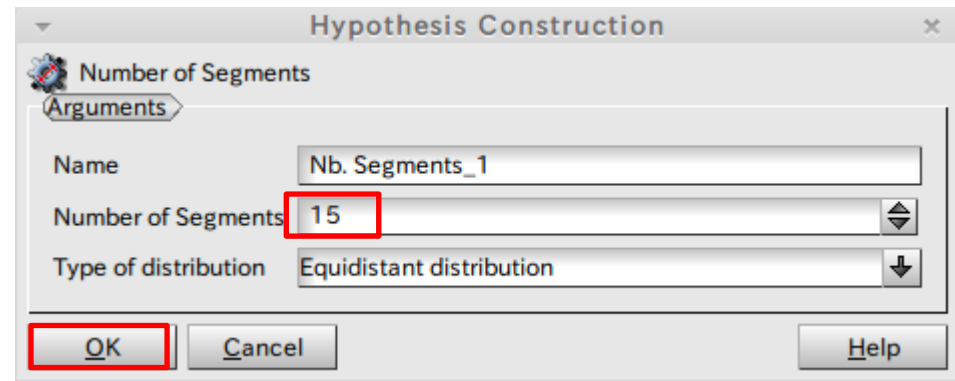 Hypothesis Construction
Number of Segments
Arguments
Name Nb. Segments_1
Number of Segments 15
Type of distribution Equidistant distribution
OK Cancel Help